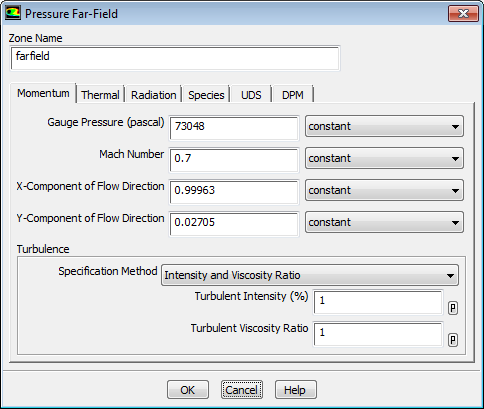 Pressure Far-Field
Zone Name
farfield
Momentum Thermal Radiation Species UDS DPM
Gauge Pressure (pascal) 73048 constant
Mach Number 0.7 constant
X-Component of Flow Direction 0.99963 constant
Y-Component of Flow Direction 0.02705 constant
Turbulence
Specification Method Intensity and Viscosity Ratio
Turbulent Intensity (%) 1 P
Turbulent Viscosity Ratio 1 P
OK Cancel Help